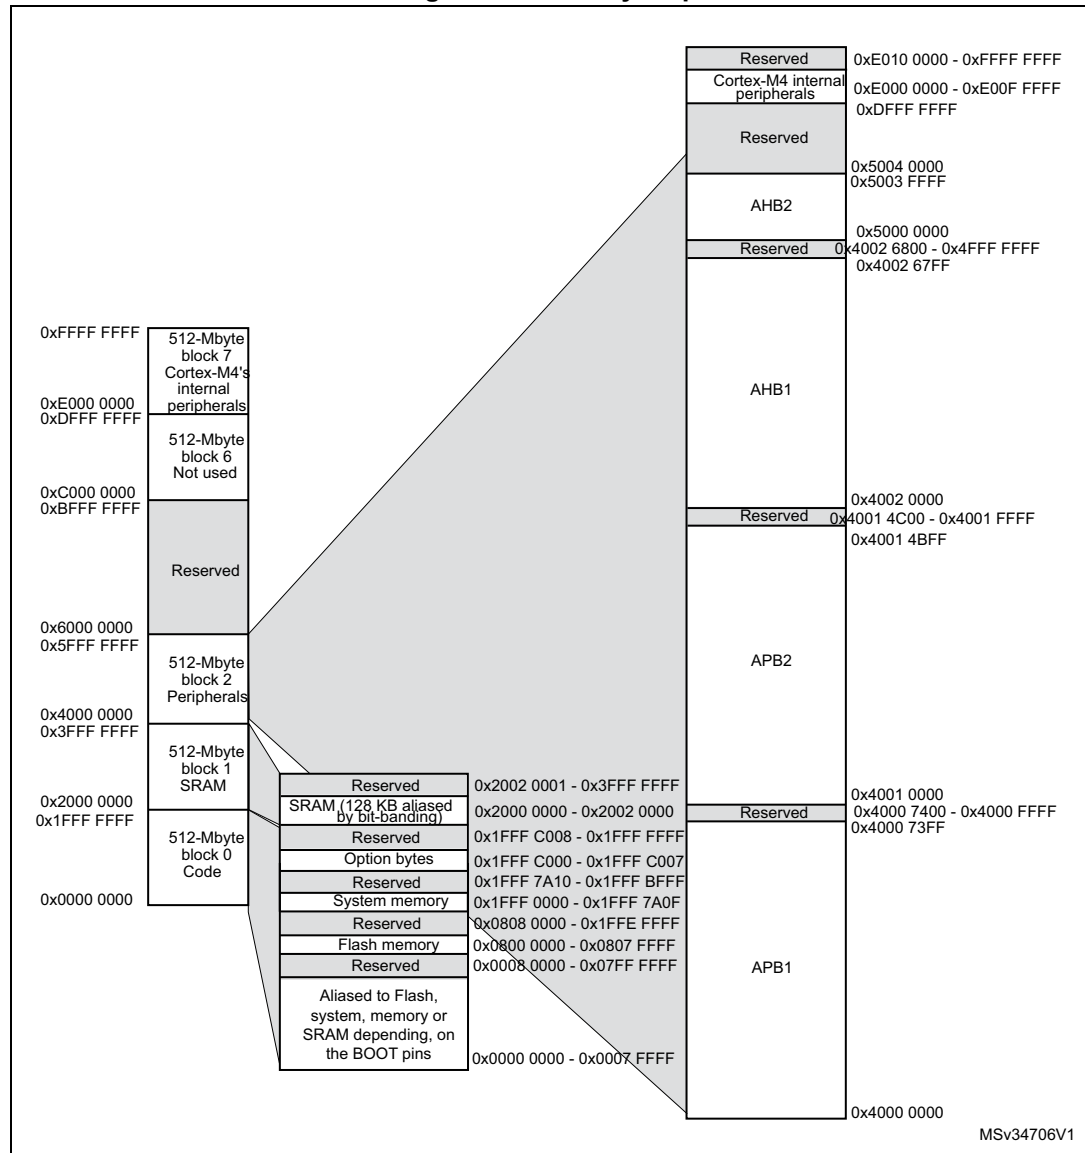 Reserved
0xE010 0000 - 0xFFFF FFFF
Cortex-M4 internal
peripherals
0xE000 0000 - 0xE00F FFFF
0xDFFF FFFF
Reserved
0x5004 0000
0x5003 FFFF
AHB2
0x5000 0000
Reserved
0x4002 6800 - 0x4FFF FFFF
0x4002 67FF
AHB1
0x4002 0000
Reserved
0x4001 4C00 - 0x4001 FFFF
0x4001 4BFF
APB2
0x4001 0000
Reserved
0x4000 7400 - 0x4000 FFFF
0x4000 73FF
APB1
0x4000 0000
0xFFFF FFFF
512-Mbyte
block 7
Cortex-M4's
internal
peripherals
0xE000 0000
0xDFFF FFFF
512-Mbyte
block 6
Not used
0xC000 0000
0xBFFF FFFF
Reserved
0x6000 0000
0x5FFF FFFF
512-Mbyte
block 2
Peripherals
0x4000 0000
0x3FFF FFFF
512-Mbyte
block 1
SRAM
0x2000 0000
0x1FFF FFFF
512-Mbyte
block 0
Code
0x0000 0000
Reserved
0x2002 0001 - 0x3FFF FFFF
SRAM (128 KB aliased
by bit-banding)
0x2000 0000 - 0x2002 0000
Reserved
0x1FFF C008 - 0x1FFF FFFF
Option bytes
0x1FFF C000 - 0x1FFF C007
Reserved
0x1FFF 7A10 - 0x1FFF BFFF
System memory
0x1FFF 0000 - 0x1FFF 7A0F
Reserved
0x0808 0000 - 0x1FFE FFFF
Flash memory
0x0800 0000 - 0x0807 FFFF
Reserved
0x0008 0000 - 0x07FF FFFF
Aliased to Flash,
system, memory or
SRAM depending, on
the BOOT pins
0x0000 0000 - 0x0007 FFFF
MSv34706V1